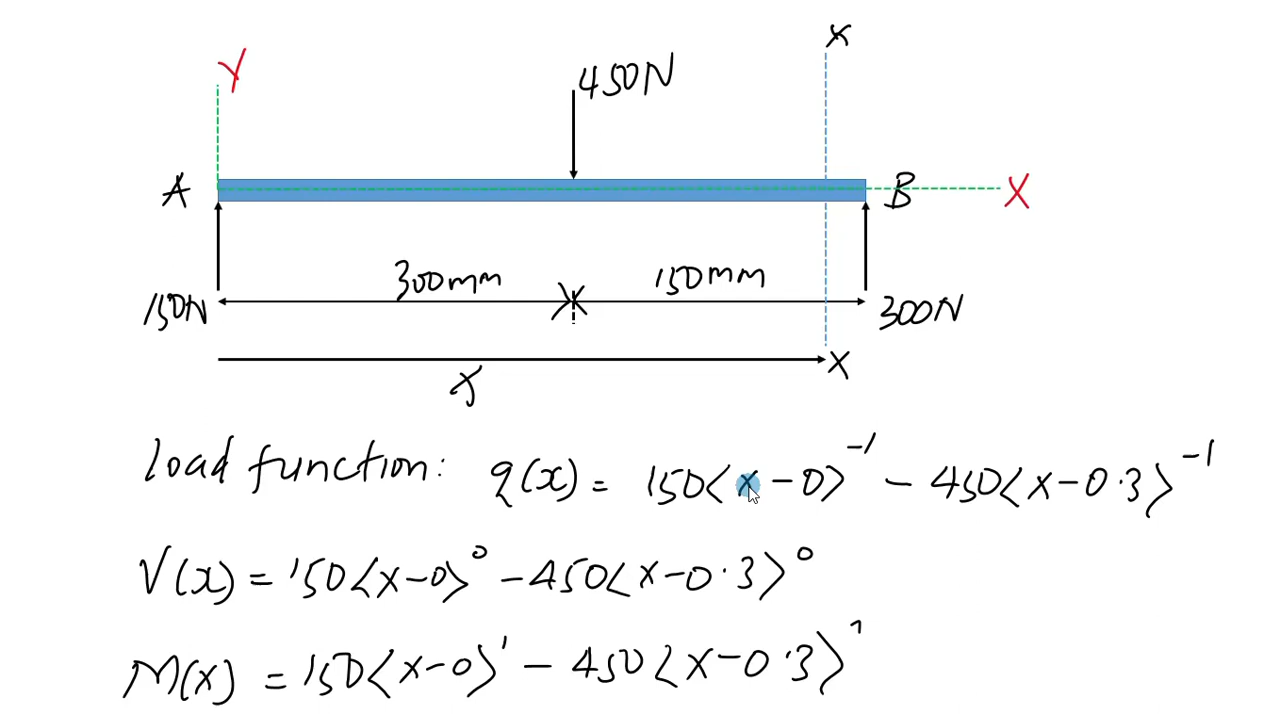 X
Y
450N
A
B
X
300mm
150mm
150N
300N
X
x
load function: q(x) = 150<x-0>⁻¹ - 450<x-0.3>⁻¹
V(x) = 150<x-0>⁰ - 450<x-0.3>⁰
M(x) = 150<x-0>¹ - 450<x-0.3>¹